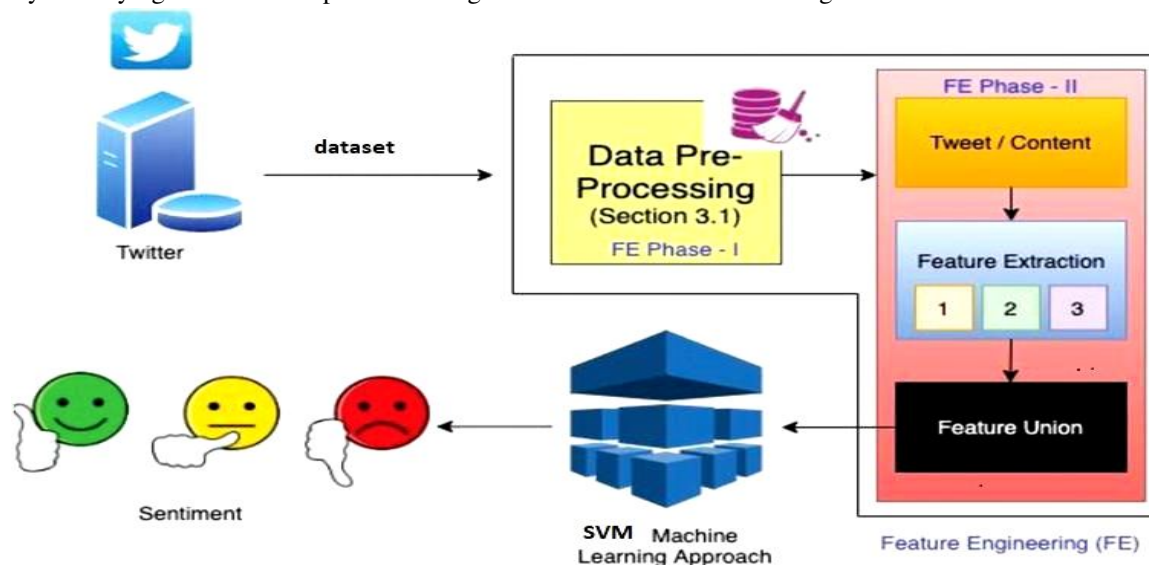 dataset
Twitter
Data Pre-
Processing
(Section 3.1)
FE Phase - I
FE Phase - II
Tweet / Content
Feature Extraction
1 2 3
Feature Union
Feature Engineering (FE)
SVM Machine
Learning Approach
Sentiment